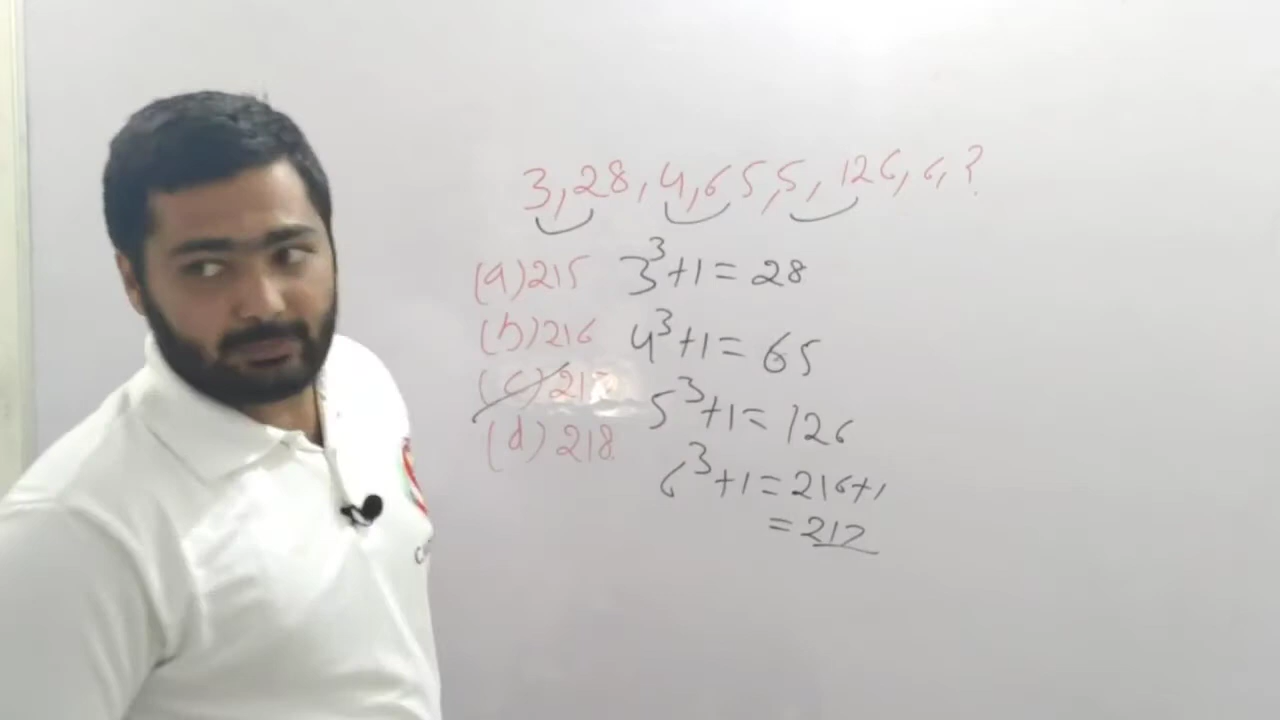 3, 28, 4, 65, 5, 126, 6, ?
(a) 215
(b) 216
(c) 217
(d) 218
3³+1 = 28
4³+1 = 65
5³+1 = 126
6³+1 = 216+1
= 217